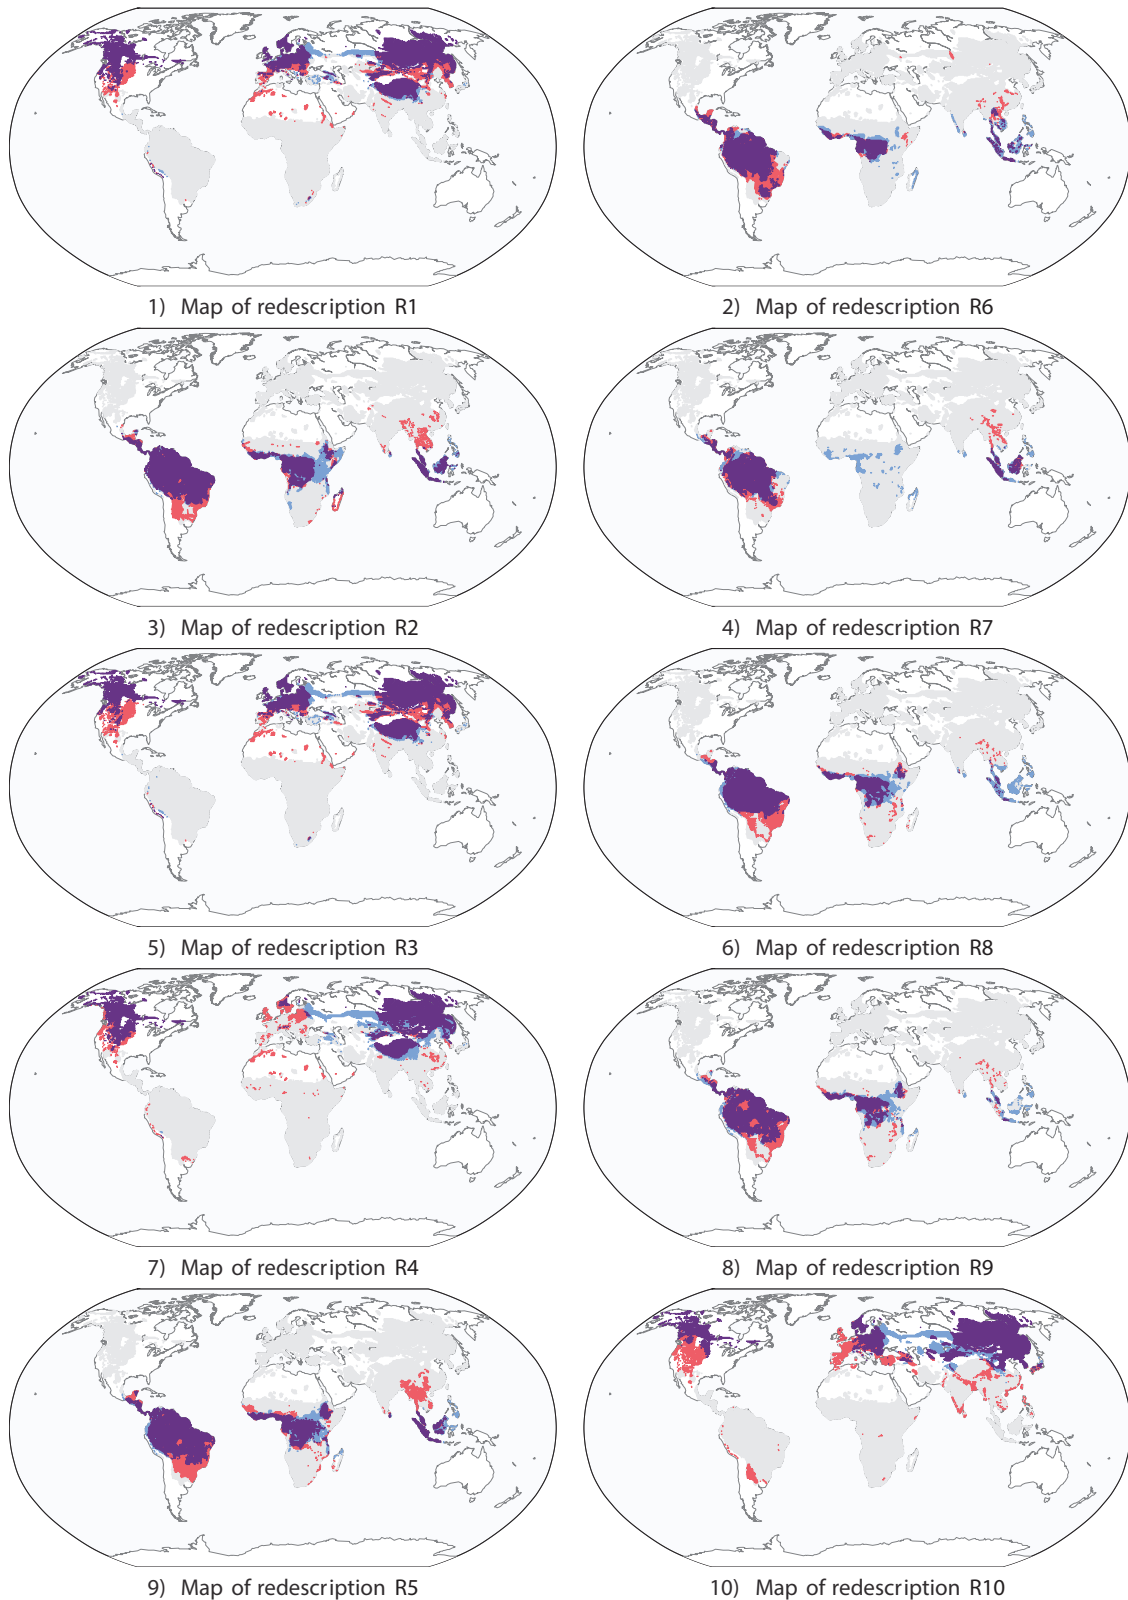 1) Map of redescription R1
2) Map of redescription R6
3) Map of redescription R2
4) Map of redescription R7
5) Map of redescription R3
6) Map of redescription R8
7) Map of redescription R4
8) Map of redescription R9
9) Map of redescription R5
10) Map of redescription R10